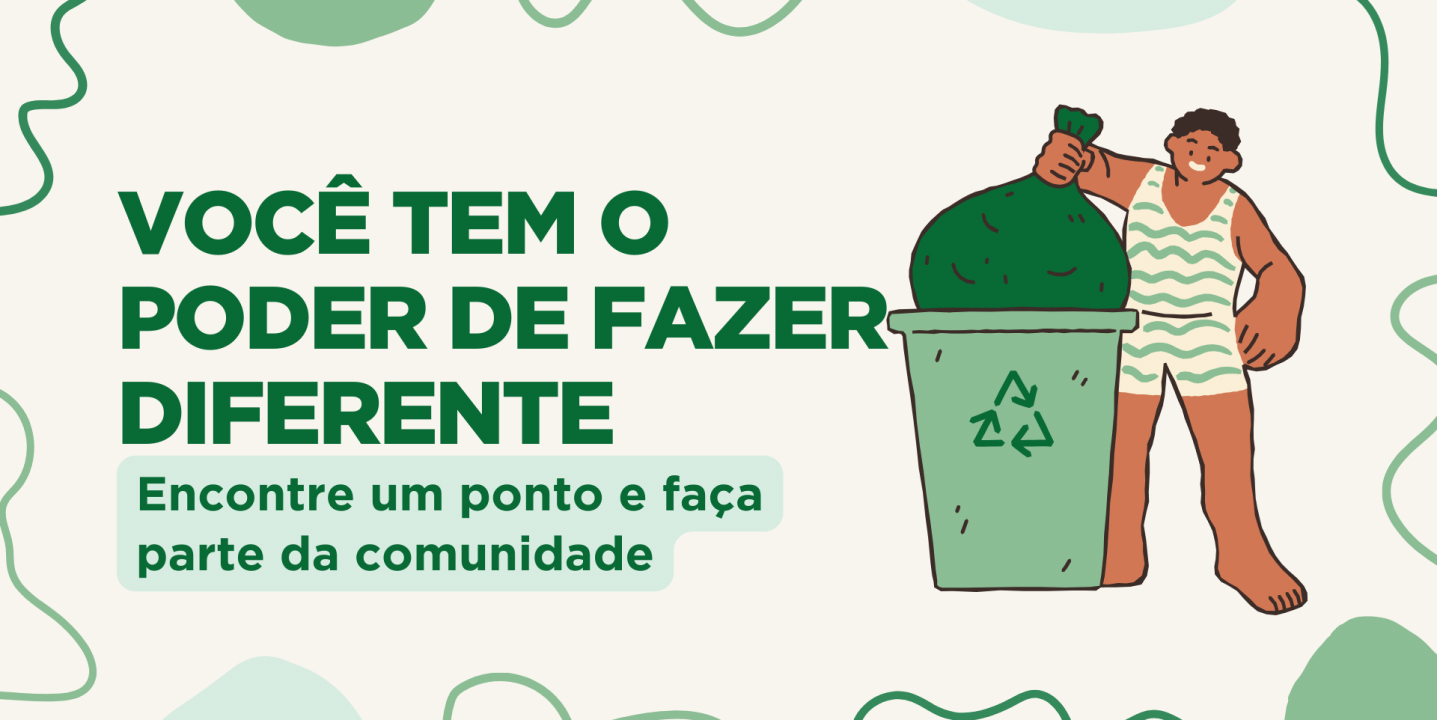 VOCÊ TEM O
PODER DE FAZER
DIFERENTE
Encontre um ponto e faça
parte da comunidade